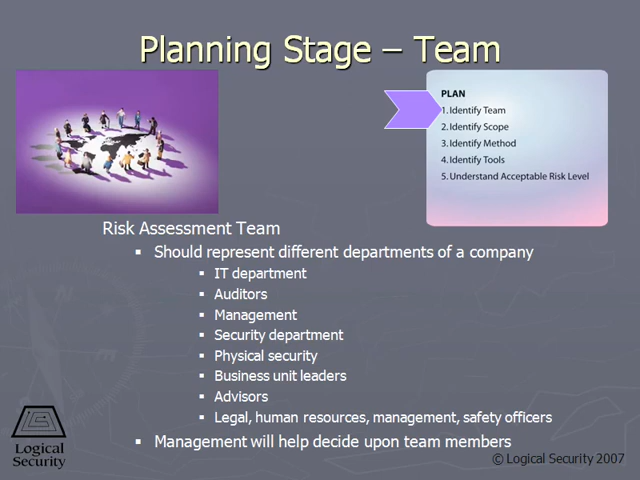 Planning Stage – Team
PLAN
1. Identify Team
2. Identify Scope
3. Identify Method
4. Identify Tools
5. Understand Acceptable Risk Level
Risk Assessment Team
▪ Should represent different departments of a company
▪ IT department
▪ Auditors
▪ Management
▪ Security department
▪ Physical security
▪ Business unit leaders
▪ Advisors
▪ Legal, human resources, management, safety officers
▪ Management will help decide upon team members
Logical
Security
© Logical Security 2007